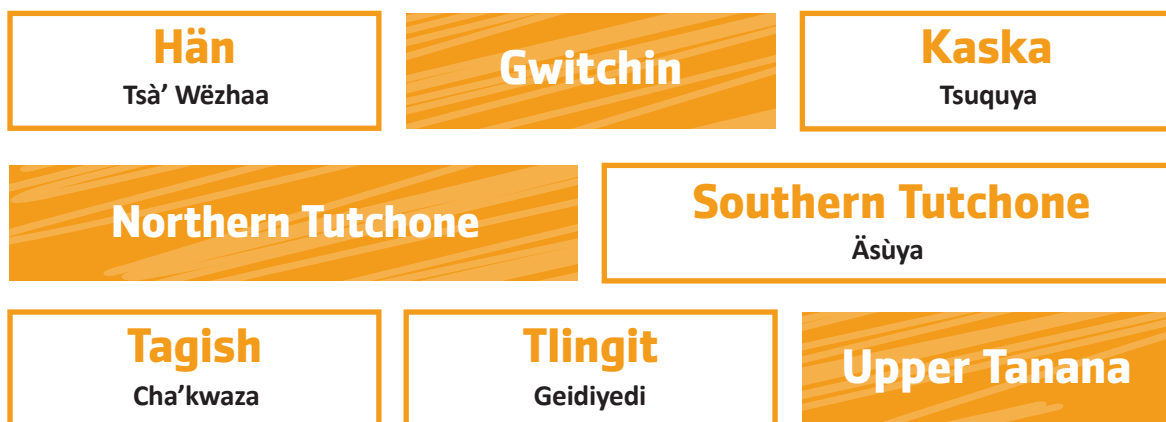 Hän
Tsà’ Wëzhaa
Gwitchin
Kaska
Tsuquya
Northern Tutchone
Southern Tutchone
Äsùya
Tagish
Cha’kwaza
Tlingit
Geidiyedi
Upper Tanana